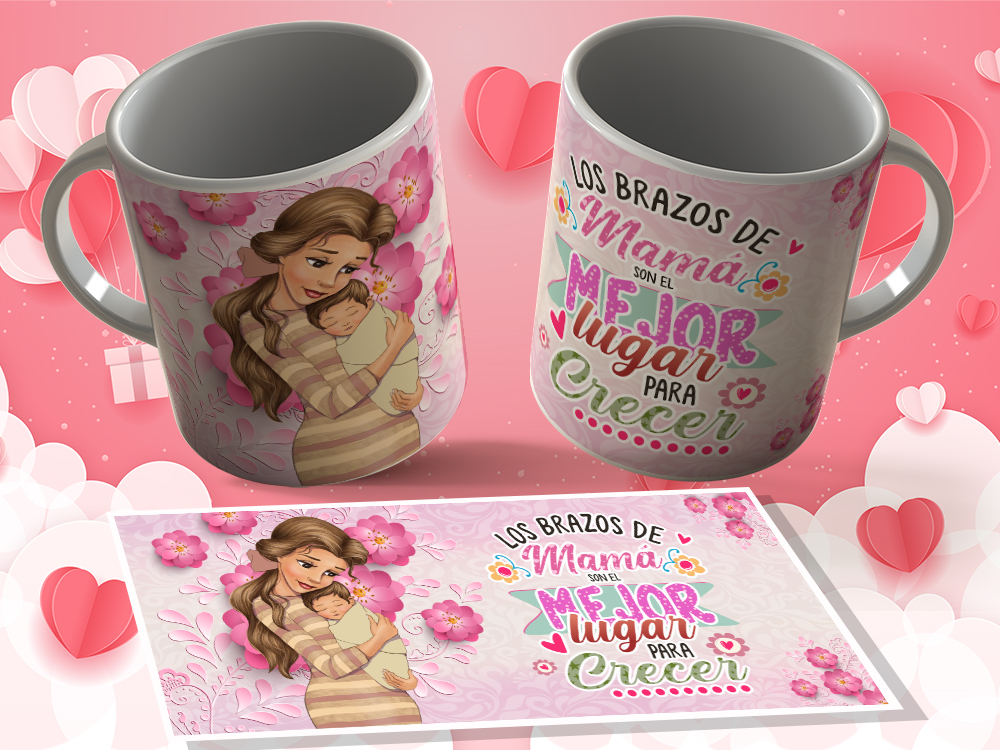 LOS BRAZOS DE
Mamá
SON EL
MEJOR
lugar
PARA
Crecer
LOS BRAZOS DE
Mamá
SON EL
MEJOR
lugar
PARA
Crecer